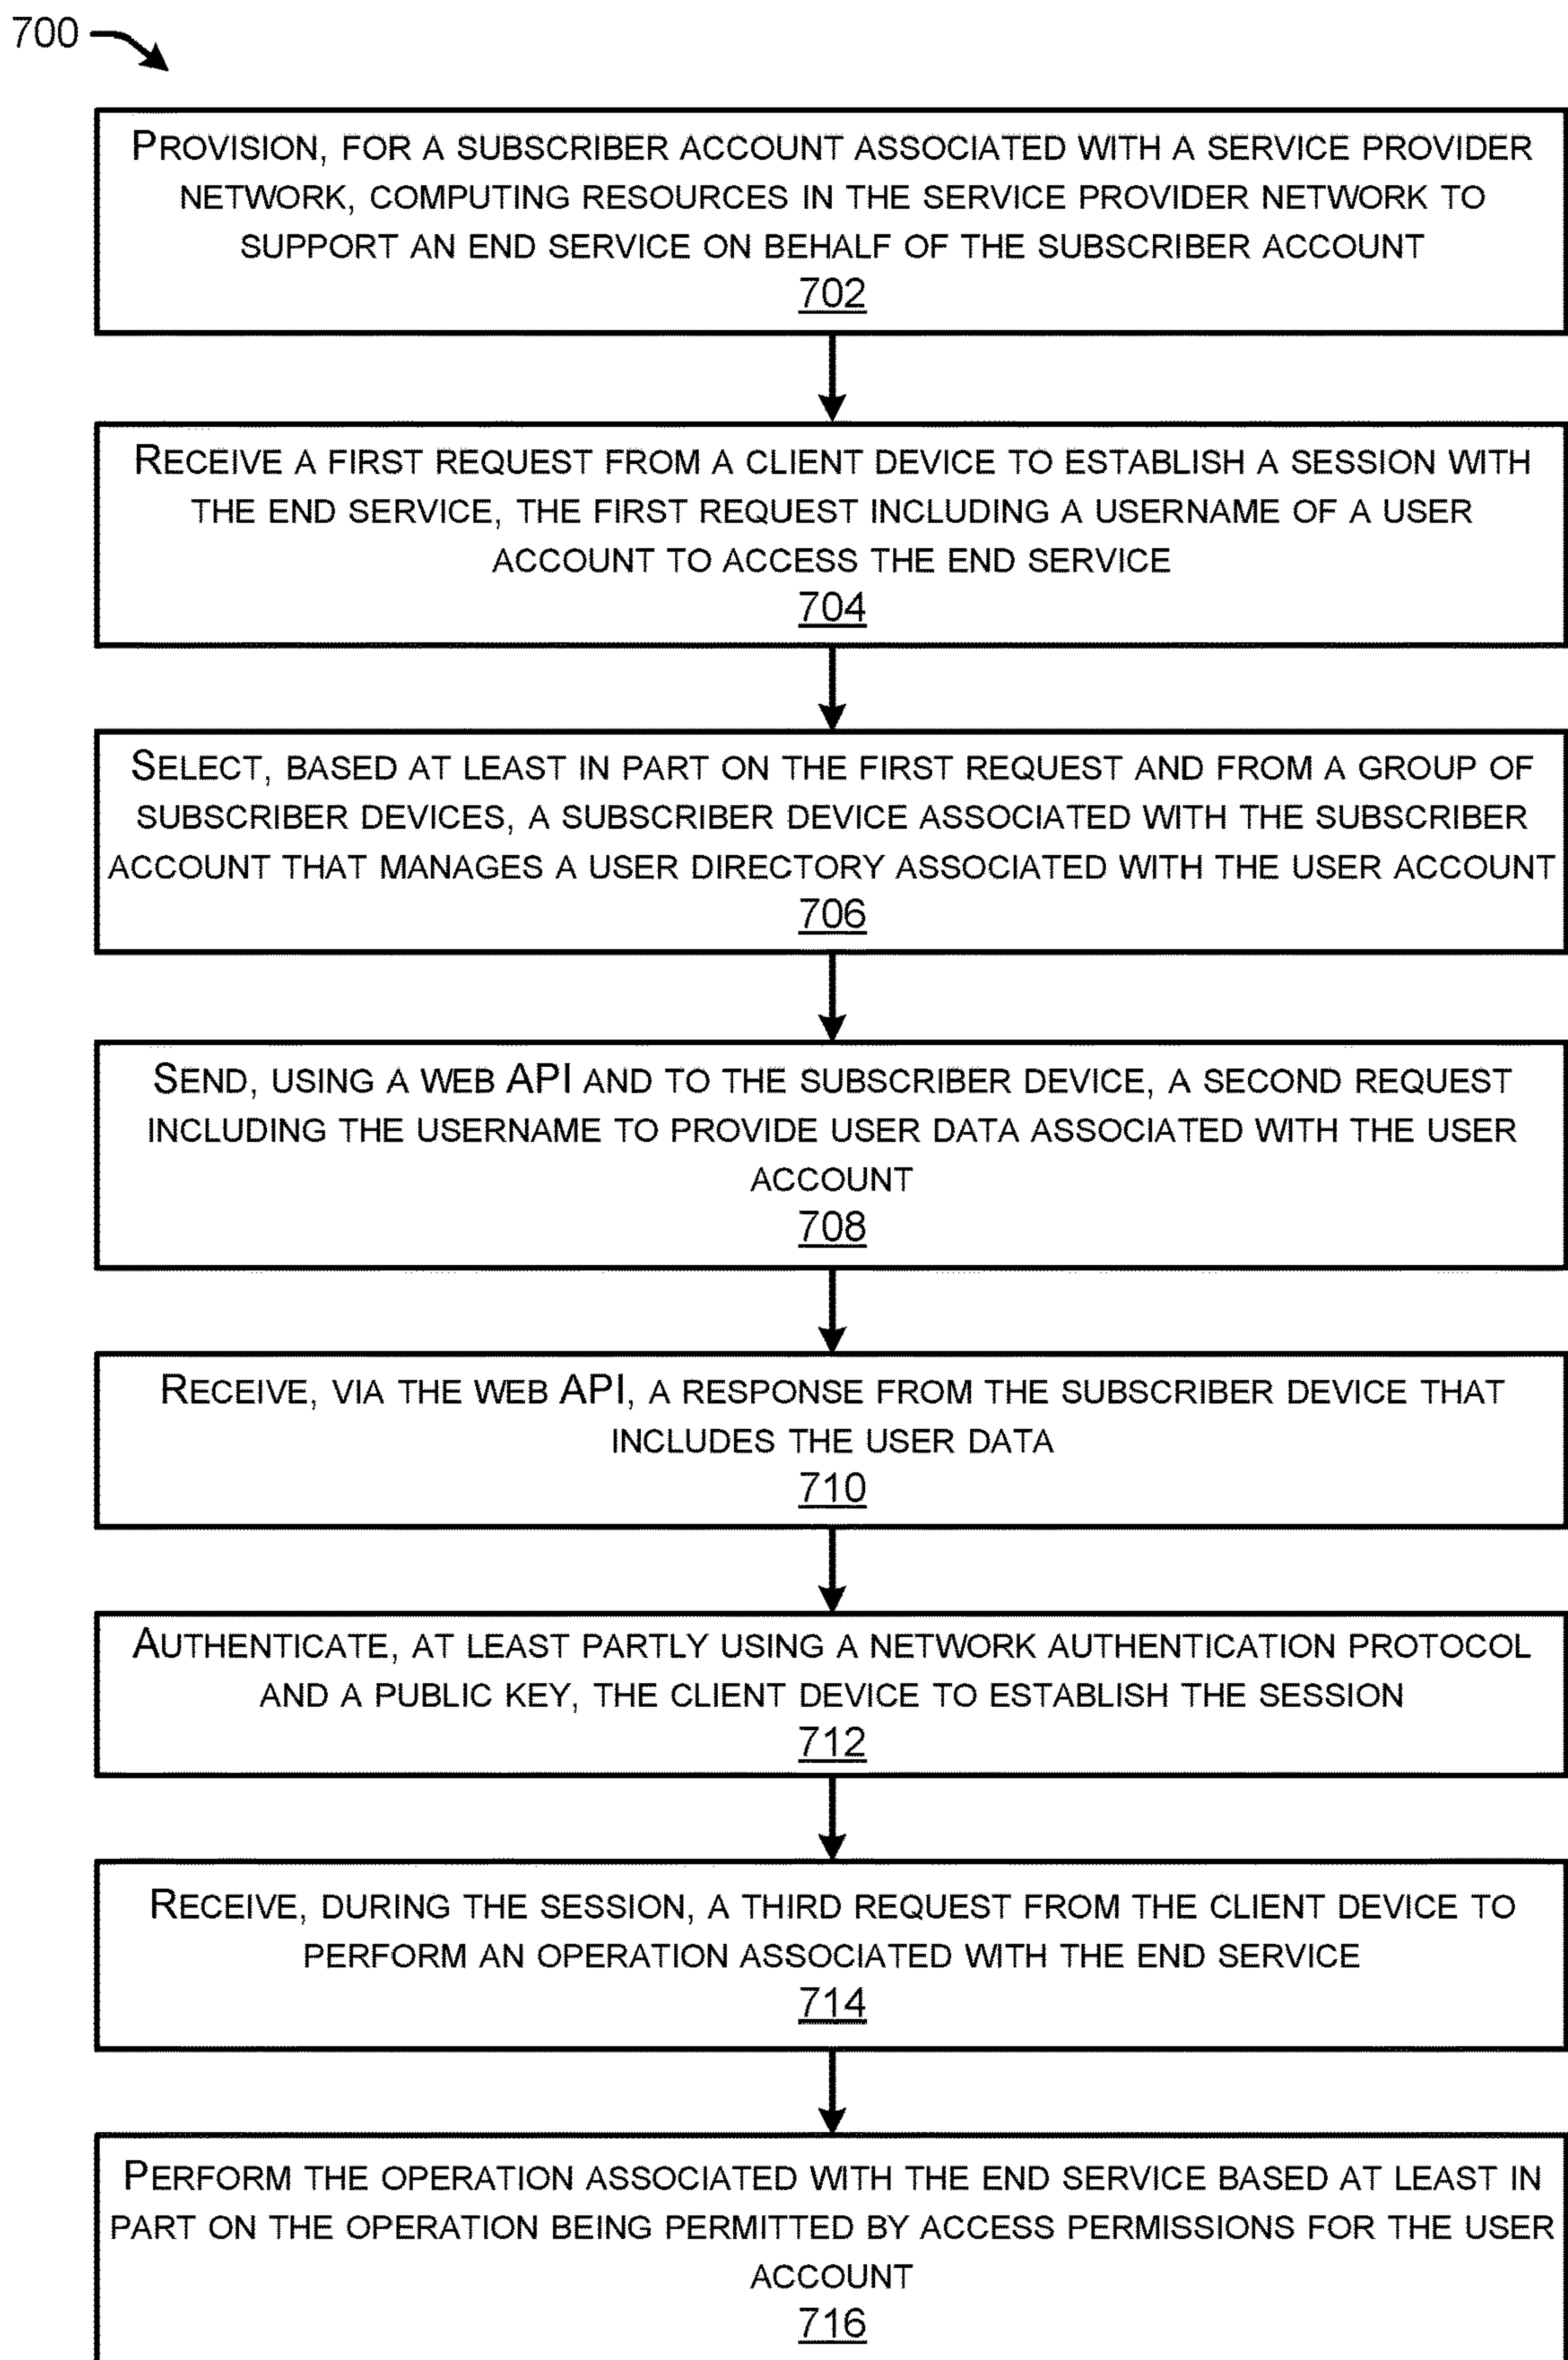 700
PROVISION, FOR A SUBSCRIBER ACCOUNT ASSOCIATED WITH A SERVICE PROVIDER
NETWORK, COMPUTING RESOURCES IN THE SERVICE PROVIDER NETWORK TO
SUPPORT AN END SERVICE ON BEHALF OF THE SUBSCRIBER ACCOUNT
702
RECEIVE A FIRST REQUEST FROM A CLIENT DEVICE TO ESTABLISH A SESSION WITH
THE END SERVICE, THE FIRST REQUEST INCLUDING A USERNAME OF A USER
ACCOUNT TO ACCESS THE END SERVICE
704
SELECT, BASED AT LEAST IN PART ON THE FIRST REQUEST AND FROM A GROUP OF
SUBSCRIBER DEVICES, A SUBSCRIBER DEVICE ASSOCIATED WITH THE SUBSCRIBER
ACCOUNT THAT MANAGES A USER DIRECTORY ASSOCIATED WITH THE USER ACCOUNT
706
SEND, USING A WEB API AND TO THE SUBSCRIBER DEVICE, A SECOND REQUEST
INCLUDING THE USERNAME TO PROVIDE USER DATA ASSOCIATED WITH THE USER
ACCOUNT
708
RECEIVE, VIA THE WEB API, A RESPONSE FROM THE SUBSCRIBER DEVICE THAT
INCLUDES THE USER DATA
710
AUTHENTICATE, AT LEAST PARTLY USING A NETWORK AUTHENTICATION PROTOCOL
AND A PUBLIC KEY, THE CLIENT DEVICE TO ESTABLISH THE SESSION
712
RECEIVE, DURING THE SESSION, A THIRD REQUEST FROM THE CLIENT DEVICE TO
PERFORM AN OPERATION ASSOCIATED WITH THE END SERVICE
714
PERFORM THE OPERATION ASSOCIATED WITH THE END SERVICE BASED AT LEAST IN
PART ON THE OPERATION BEING PERMITTED BY ACCESS PERMISSIONS FOR THE USER
ACCOUNT
716